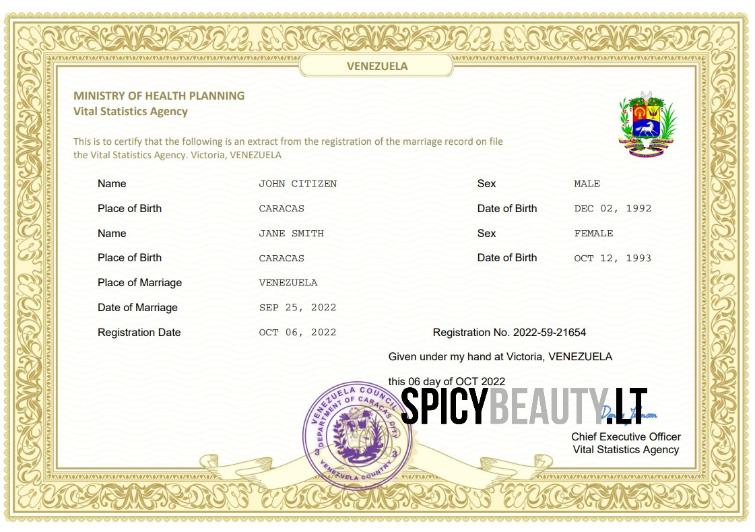 VENEZUELA
MINISTRY OF HEALTH PLANNING
Vital Statistics Agency
This is to certify that the following is an extract from the registration of the marriage record on file
the Vital Statistics Agency. Victoria, VENEZUELA
Name JOHN CITIZEN Sex MALE
Place of Birth CARACAS Date of Birth DEC 02, 1992
Name JANE SMITH Sex FEMALE
Place of Birth CARACAS Date of Birth OCT 12, 1993
Place of Marriage VENEZUELA
Date of Marriage SEP 25, 2022
Registration Date OCT 06, 2022 Registration No. 2022-59-21654
Given under my hand at Victoria, VENEZUELA
this 06 day of OCT 2022
SPICYBEAUTY.LT
VENEZUELA COUNCIL
DEPARTMENT OF CARACAS CITY
VENEZUELA COUNTRY
Chief Executive Officer
Vital Statistics Agency